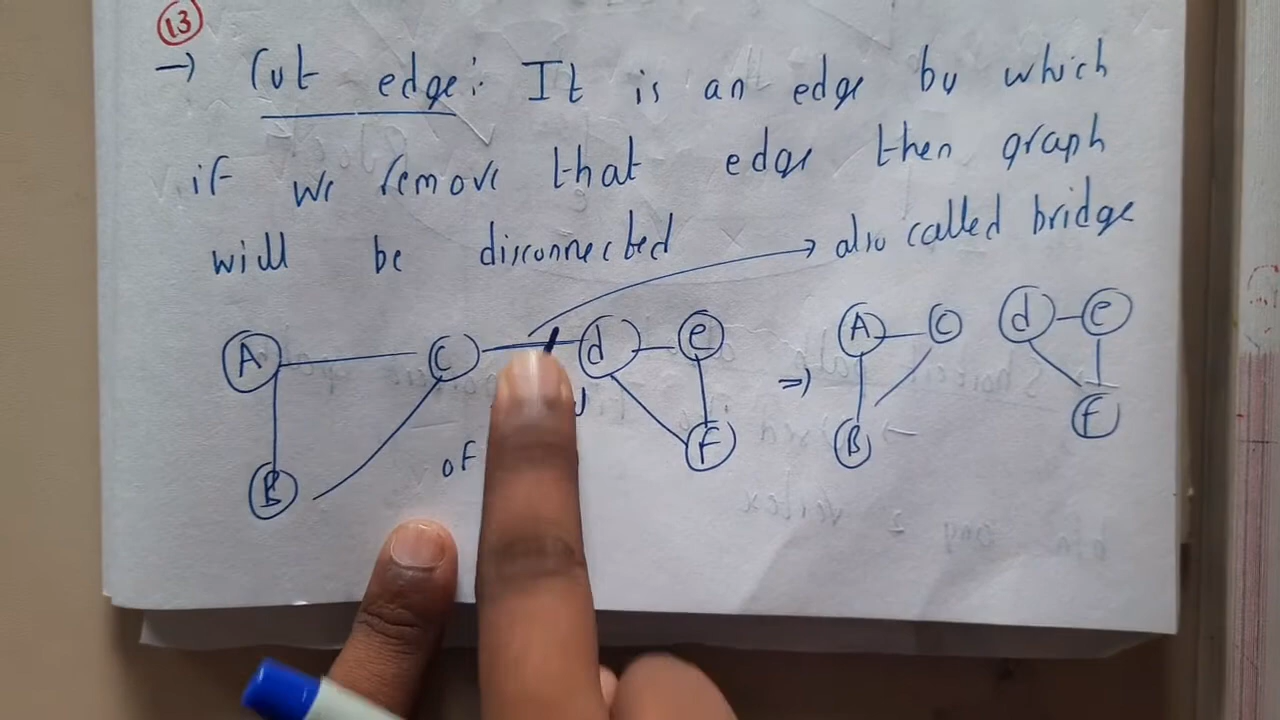 13
→ Cut edge: It is an edge by which
if we remove that edge then graph
will be disconnected → also called bridge
A C d e ⇒ A C d e
B of F B F